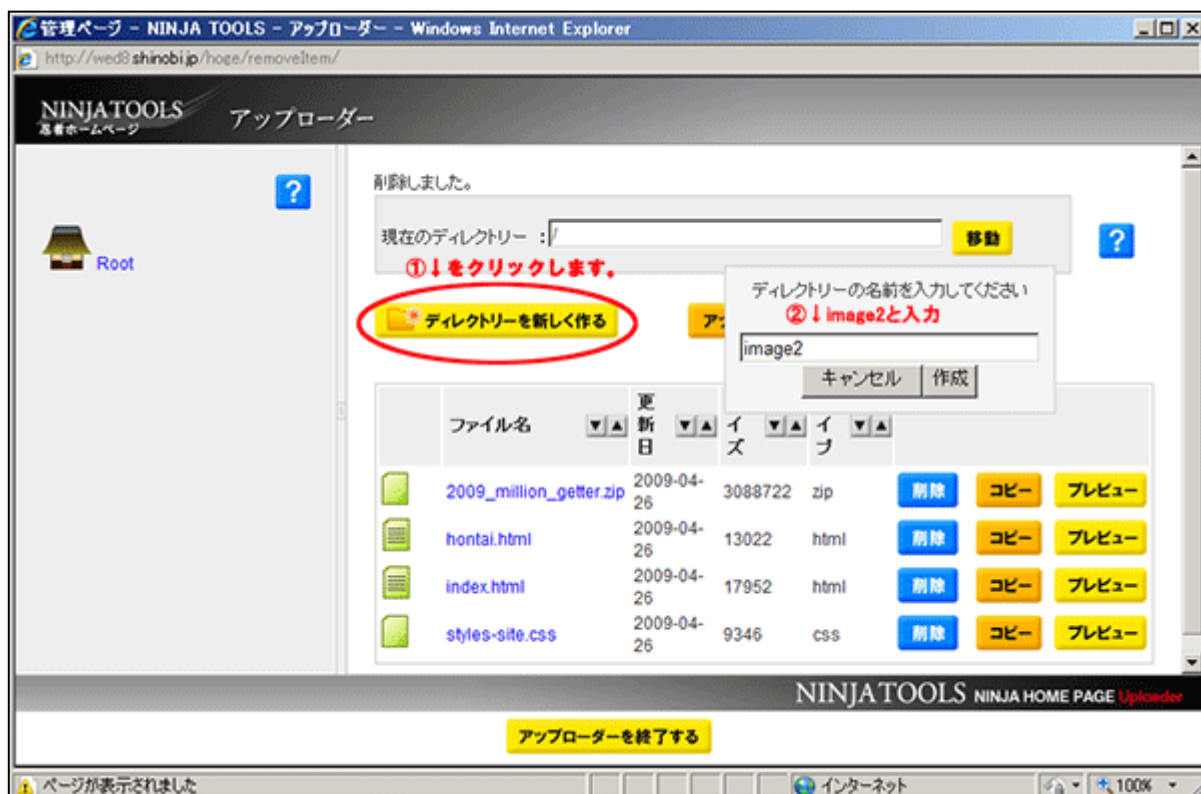 管理ページ - NINJA TOOLS - アップローダー - Windows Internet Explorer
http://wed8.shinobi.jp/hoge/removeItem/
NINJATOOLS
忍者ホームページ
アップローダー
?
Root
削除しました。
現在のディレクトリー :/
移動
?
①↓をクリックします。
ディレクトリーを新しく作る
ア
ディレクトリーの名前を入力してください
②↓image2と入力
image2
キャンセル 作成
ファイル名 ▼▲ 更新日 ▼▲ イズ ▼▲ イプ ▼▲
2009_million_getter.zip 2009-04-26 3088722 zip 削除 コピー プレビュー
hontai.html 2009-04-26 13022 html 削除 コピー プレビュー
index.html 2009-04-26 17952 html 削除 コピー プレビュー
styles-site.css 2009-04-26 9346 css 削除 コピー プレビュー
NINJATOOLS NINJA HOME PAGE Uploader
アップローダーを終了する
ページが表示されました インターネット 100%